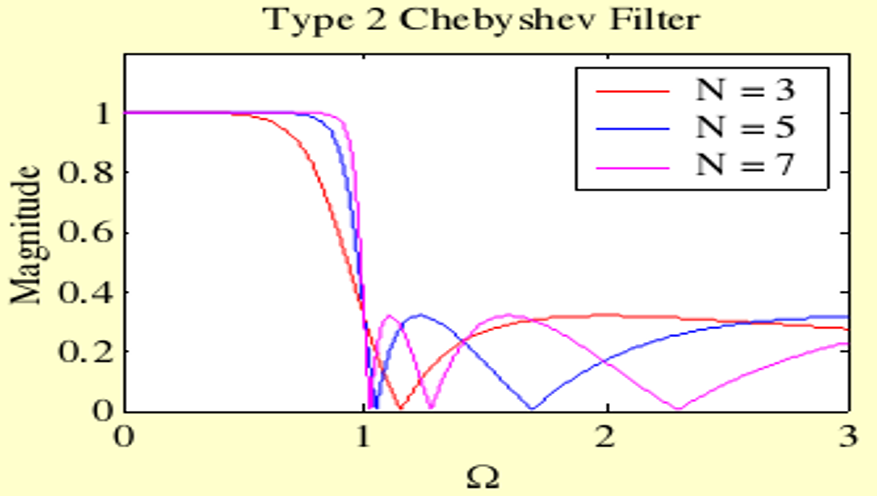 Type 2 Chebyshev Filter
N = 3
N = 5
N = 7
Magnitude
1
0.8
0.6
0.4
0.2
0
0 1 2 3
Ω